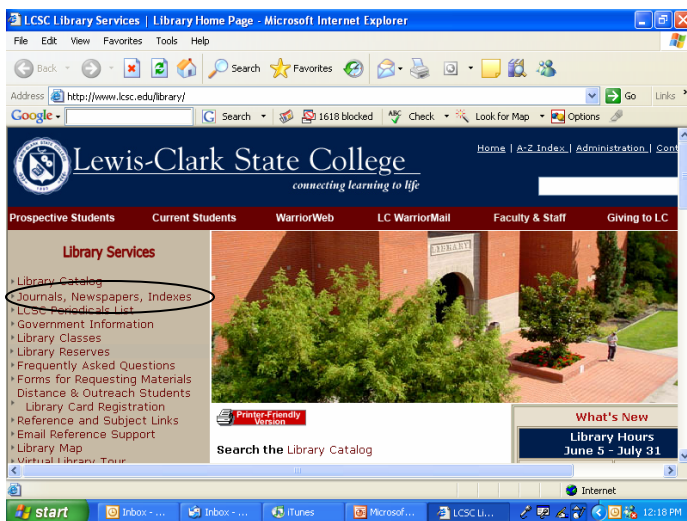 LCSC Library Services | Library Home Page - Microsoft Internet Explorer
File Edit View Favorites Tools Help
Back Search Favorites
Address http://www.lcsc.edu/library/ Go Links
Google Search 1618 blocked ABC Check Look for Map Options
Lewis-Clark State College
connecting learning to life
Home | A-Z Index | Administration | Cont
Prospective Students Current Students WarriorWeb LC WarriorMail Faculty & Staff Giving to LC
Library Services
Library Catalog
Journals, Newspapers, Indexes
LCSC Periodicals List
Government Information
Library Classes
Library Reserves
Frequently Asked Questions
Forms for Requesting Materials
Distance & Outreach Students
Library Card Registration
Reference and Subject Links
Email Reference Support
Library Map
Virtual Library Tour
LIBRARY
Printer-Friendly
Version
Search the Library Catalog
What's New
Library Hours
June 5 - July 31
Internet
start Inbox - ... Inbox - ... iTunes Microsof... LCSC Li... 12:18 PM